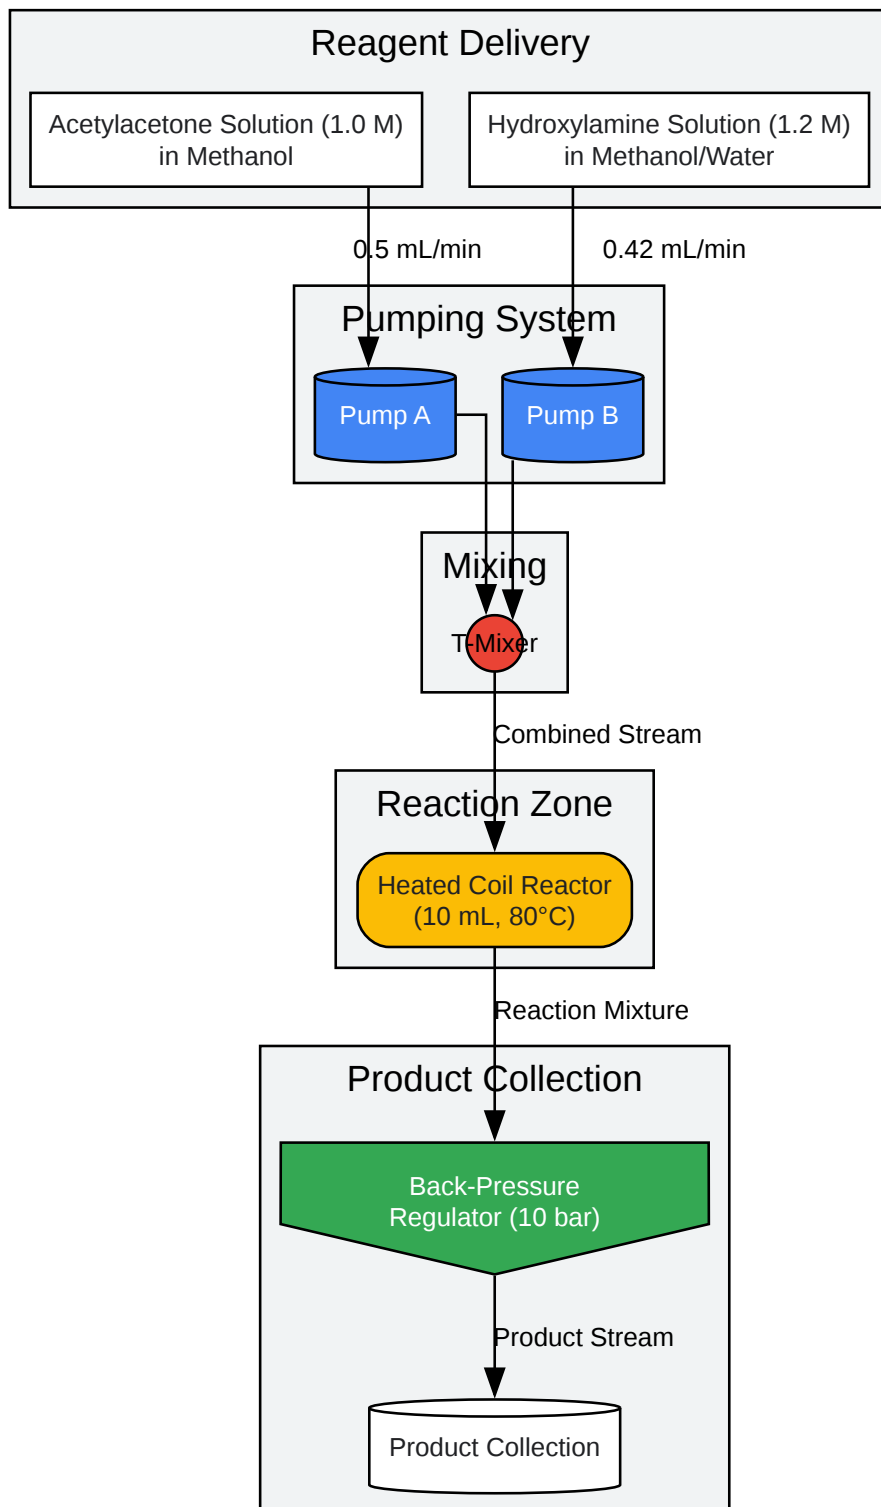 Reagent Delivery
Acetylacetone Solution (1.0 M)
in Methanol
Hydroxylamine Solution (1.2 M)
in Methanol/Water
0.5 mL/min
0.42 mL/min
Pumping System
Pump A
Pump B
Mixing
T-Mixer
Combined Stream
Reaction Zone
Heated Coil Reactor
(10 mL, 80°C)
Reaction Mixture
Product Collection
Back-Pressure
Regulator (10 bar)
Product Stream
Product Collection